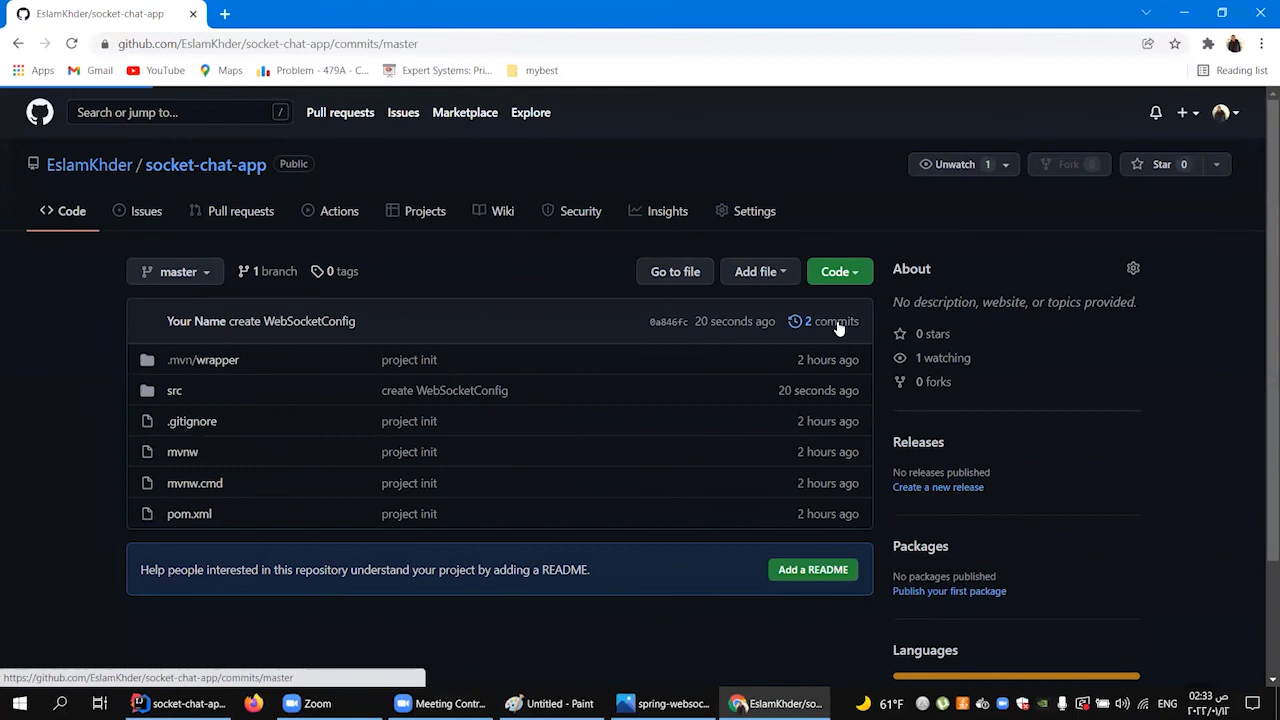 EslamKhder/socket-chat-app
github.com/EslamKhder/socket-chat-app/commits/master
Apps Gmail YouTube Maps Problem - 479A - C... Expert Systems: Pri... mybest Reading list
Search or jump to... / Pull requests Issues Marketplace Explore
EslamKhder / socket-chat-app Public Unwatch 1 Fork 0 Star 0
Code Issues Pull requests Actions Projects Wiki Security Insights Settings
master 1 branch 0 tags Go to file Add file Code
Your Name create WebSocketConfig 0a846fc 20 seconds ago 2 commits
.mvn/wrapper project init 2 hours ago
src create WebSocketConfig 20 seconds ago
.gitignore project init 2 hours ago
mvnw project init 2 hours ago
mvnw.cmd project init 2 hours ago
pom.xml project init 2 hours ago
Help people interested in this repository understand your project by adding a README. Add a README
About
No description, website, or topics provided.
0 stars
1 watching
0 forks
Releases
No releases published
Create a new release
Packages
No packages published
Publish your first package
Languages
https://github.com/EslamKhder/socket-chat-app/commits/master
socket-chat-ap... Zoom Meeting Contr... Untitled - Paint spring-websoc... EslamKhder/so... 61°F ENG
02:33 ص